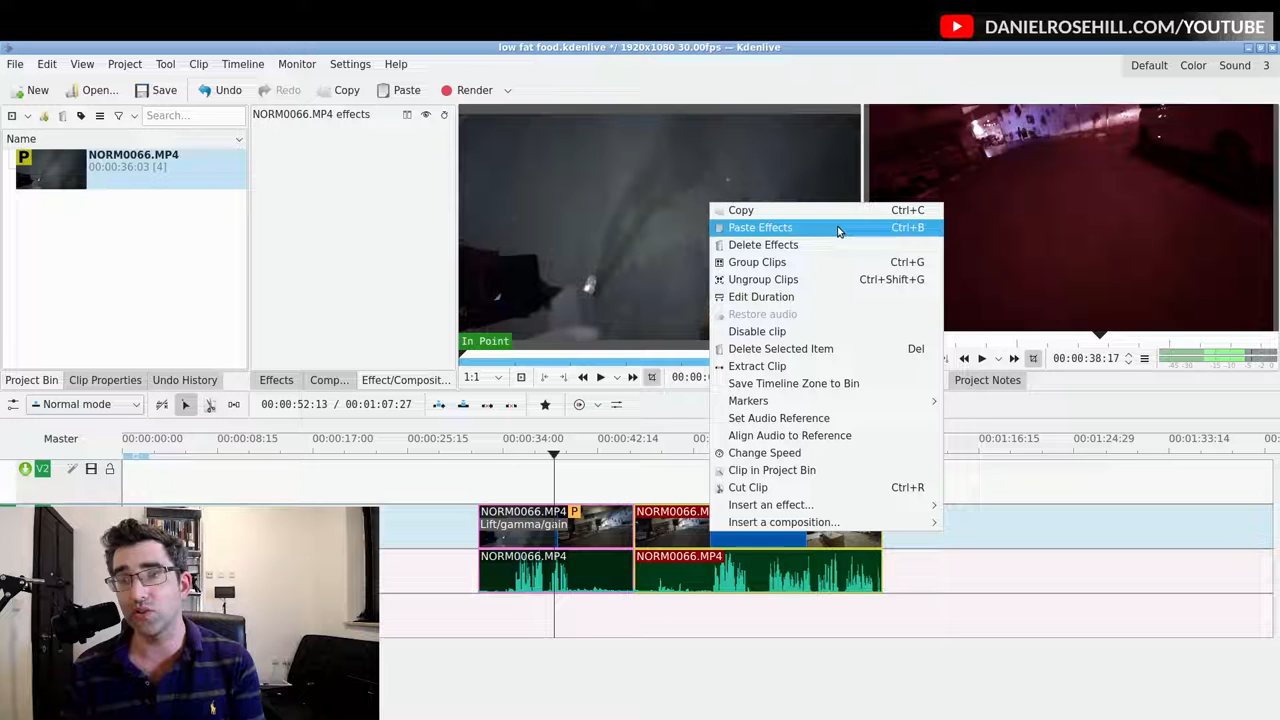 DANIELROSEHILL.COM/YOUTUBE
low fat food.kdenlive */ 1920x1080 30.00fps — Kdenlive
File Edit View Project Tool Clip Timeline Monitor Settings Help
Default Color Sound 3
New Open... Save Undo Redo Copy Paste Render
Search...
NORM0066.MP4 effects
Name
P
NORM0066.MP4
00:00:36:03 [4]
Copy Ctrl+C
Paste Effects Ctrl+B
Delete Effects
Group Clips Ctrl+G
Ungroup Clips Ctrl+Shift+G
Edit Duration
Restore audio
Disable clip
Delete Selected Item Del
Extract Clip
Save Timeline Zone to Bin
Markers
Set Audio Reference
Align Audio to Reference
Change Speed
Clip in Project Bin
Cut Clip Ctrl+R
Insert an effect...
Insert a composition...
In Point
1:1
00:00:38:17
-45 -30 -20 -15 -10 -5 0
Project Bin Clip Properties Undo History
Effects Comp... Effect/Composit...
Project Notes
Normal mode
00:00:52:13 / 00:01:07:27
Master
00:00:00:00 00:00:08:15 00:00:17:00 00:00:25:15 00:00:34:00 00:00:42:14 00:01:16:15 00:01:24:29 00:01:33:14
V2
NORM0066.MP4 P
Lift/gamma/gain
NORM0066.MP4
NORM0066.MP4
NORM0066.MP4